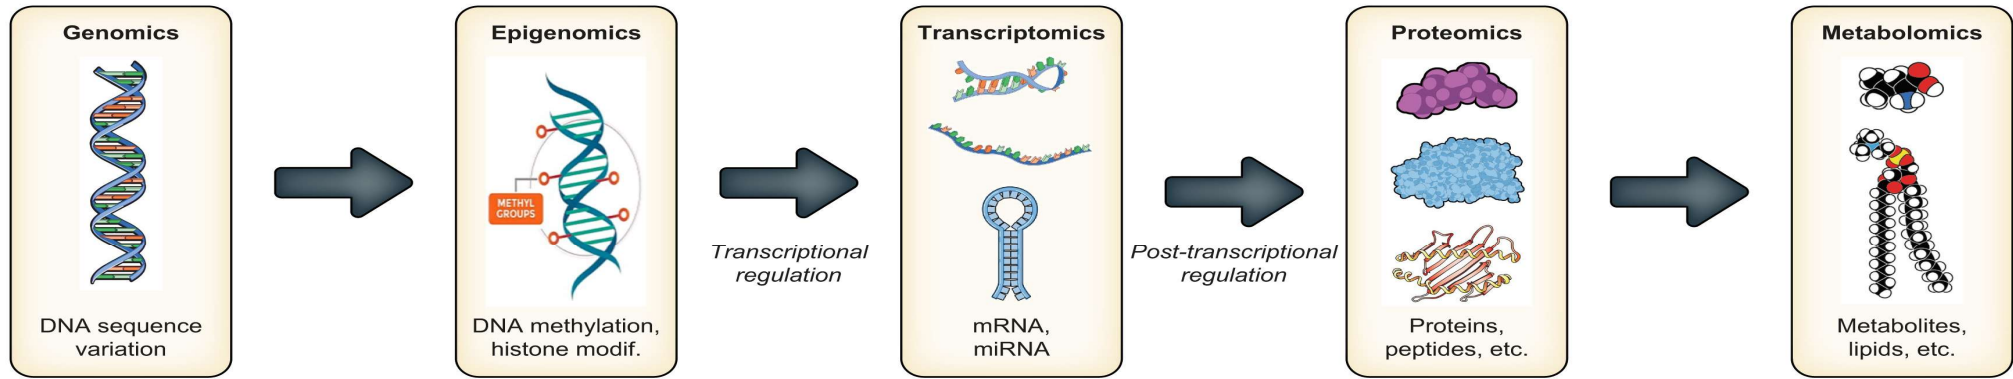 Genomics
DNA sequence
variation
Epigenomics
METHYL
GROUPS
DNA methylation,
histone modif.
Transcriptional
regulation
Transcriptomics
mRNA,
miRNA
Post-transcriptional
regulation
Proteomics
Proteins,
peptides, etc.
Metabolomics
Metabolites,
lipids, etc.